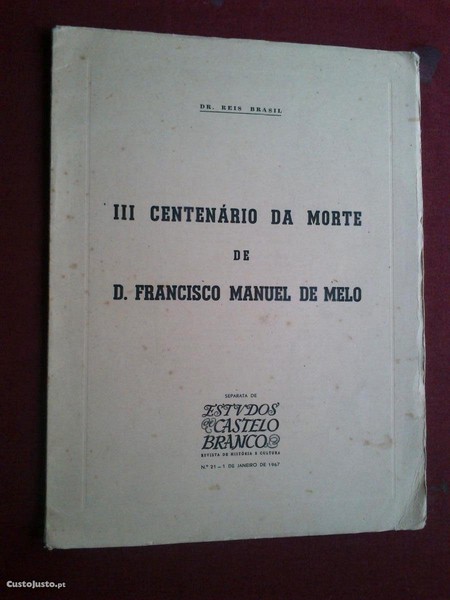 DR. REIS BRASIL
III CENTENÁRIO DA MORTE
DE
D. FRANCISCO MANUEL DE MELO
SEPARATA DE
ESTVDOS
DE CASTELO
BRANCO
REVISTA DE HISTÓRIA E CULTURA
N.º 21 — 1 DE JANEIRO DE 1967
CustoJusto.pt